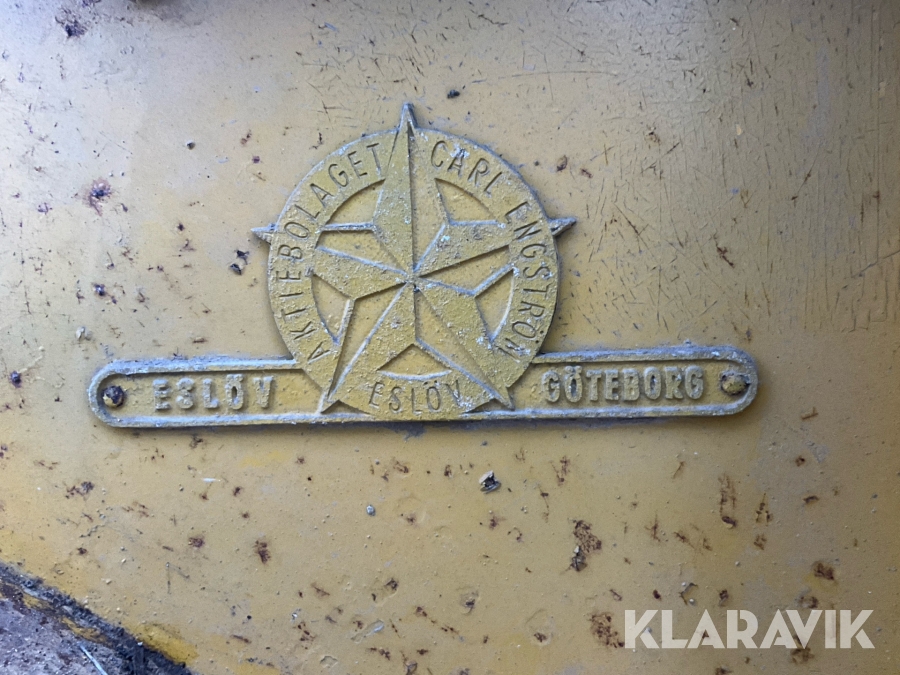 AKTIEBOLAGET CARL ENGSTRÖM
ESLÖV
ESLÖV GÖTEBORG
KLARAVIK